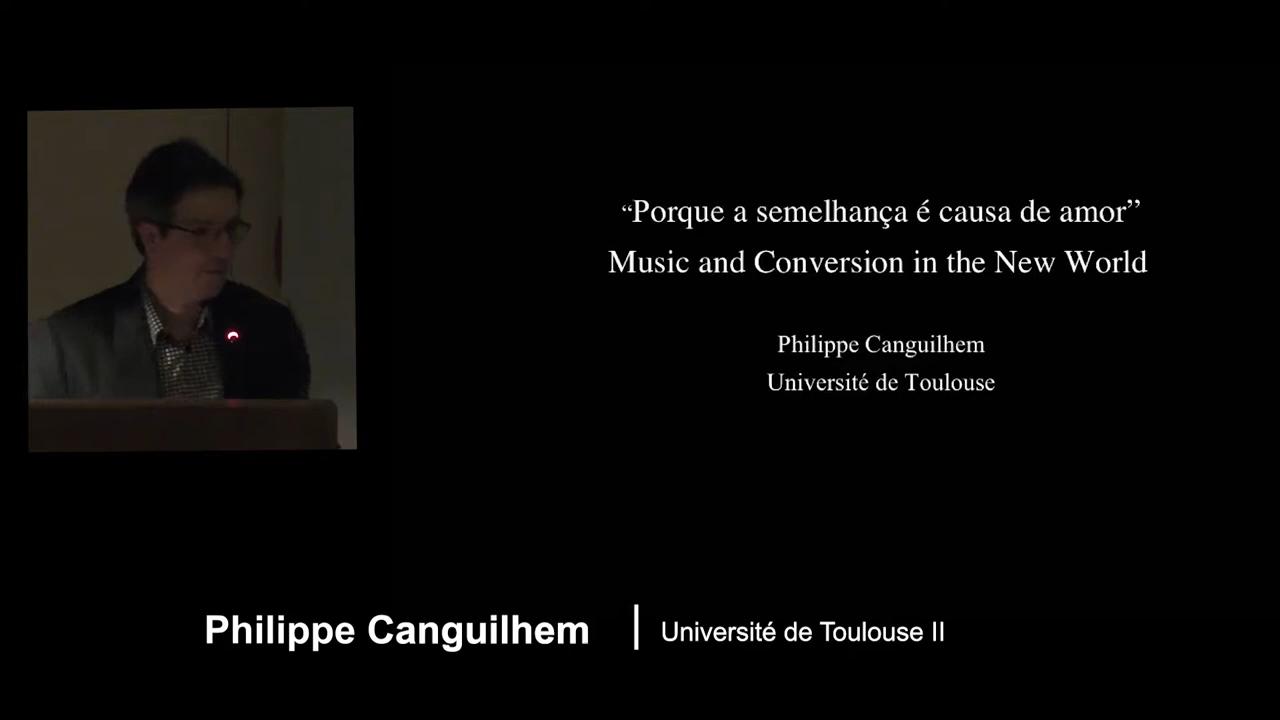 “Porque a semelhança é causa de amor”
Music and Conversion in the New World
Philippe Canguilhem
Université de Toulouse
Philippe Canguilhem | Université de Toulouse II